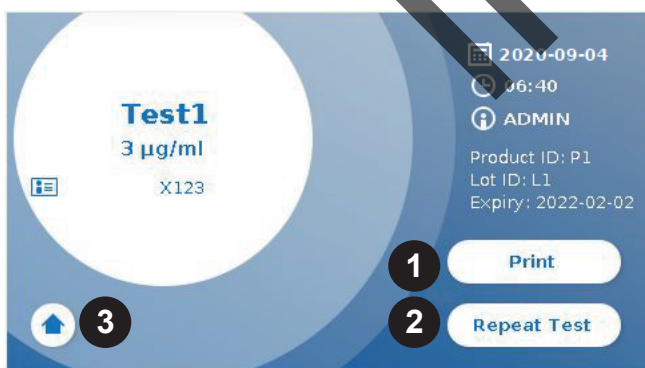 Test1
3 µg/ml
X123
2020-09-04
06:40
ADMIN
Product ID: P1
Lot ID: L1
Expiry: 2022-02-02
1
Print
2
Repeat Test
3